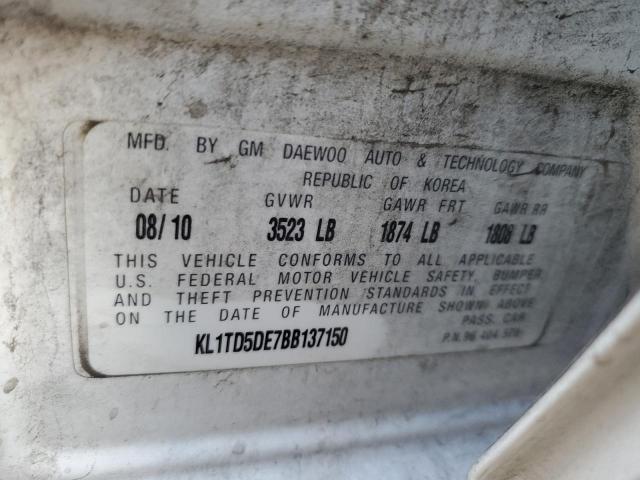 MFD. BY GM DAEWOO AUTO & TECHNOLOGY COMPANY
REPUBLIC OF KOREA
DATE GVWR GAWR FRT GAWR RR
08/10 3523 LB 1874 LB 1808 LB
THIS VEHICLE CONFORMS TO ALL APPLICABLE
U.S. FEDERAL MOTOR VEHICLE SAFETY, BUMPER
AND THEFT PREVENTION STANDARDS IN EFFECT
ON THE DATE OF MANUFACTURE SHOWN ABOVE
PASS. CAR
KL1TD5DE7BB137150 P.N. 96 404